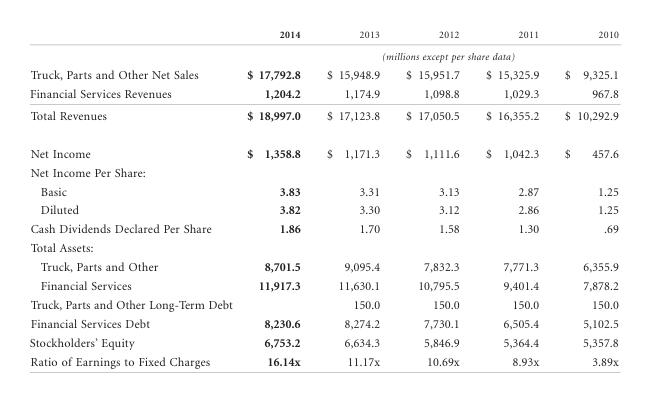 2014 2013 2012 2011 2010
(millions except per share data)
Truck, Parts and Other Net Sales $ 17,792.8 $ 15,948.9 $ 15,951.7 $ 15,325.9 $ 9,325.1
Financial Services Revenues 1,204.2 1,174.9 1,098.8 1,029.3 967.8
Total Revenues $ 18,997.0 $ 17,123.8 $ 17,050.5 $ 16,355.2 $ 10,292.9
Net Income $ 1,358.8 $ 1,171.3 $ 1,111.6 $ 1,042.3 $ 457.6
Net Income Per Share:
Basic 3.83 3.31 3.13 2.87 1.25
Diluted 3.82 3.30 3.12 2.86 1.25
Cash Dividends Declared Per Share 1.86 1.70 1.58 1.30 .69
Total Assets:
Truck, Parts and Other 8,701.5 9,095.4 7,832.3 7,771.3 6,355.9
Financial Services 11,917.3 11,630.1 10,795.5 9,401.4 7,878.2
Truck, Parts and Other Long-Term Debt 150.0 150.0 150.0 150.0
Financial Services Debt 8,230.6 8,274.2 7,730.1 6,505.4 5,102.5
Stockholders' Equity 6,753.2 6,634.3 5,846.9 5,364.4 5,357.8
Ratio of Earnings to Fixed Charges 16.14x 11.17x 10.69x 8.93x 3.89x